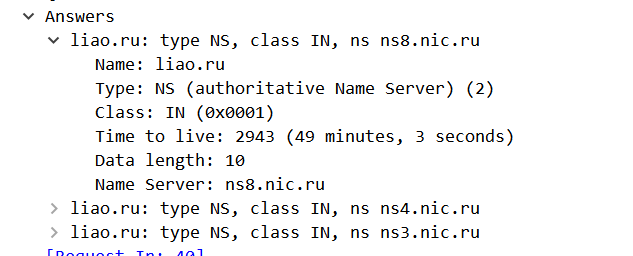 Answers
liao.ru: type NS, class IN, ns ns8.nic.ru
Name: liao.ru
Type: NS (authoritative Name Server) (2)
Class: IN (0x0001)
Time to live: 2943 (49 minutes, 3 seconds)
Data length: 10
Name Server: ns8.nic.ru
liao.ru: type NS, class IN, ns ns4.nic.ru
liao.ru: type NS, class IN, ns ns3.nic.ru
[Request In: 40]